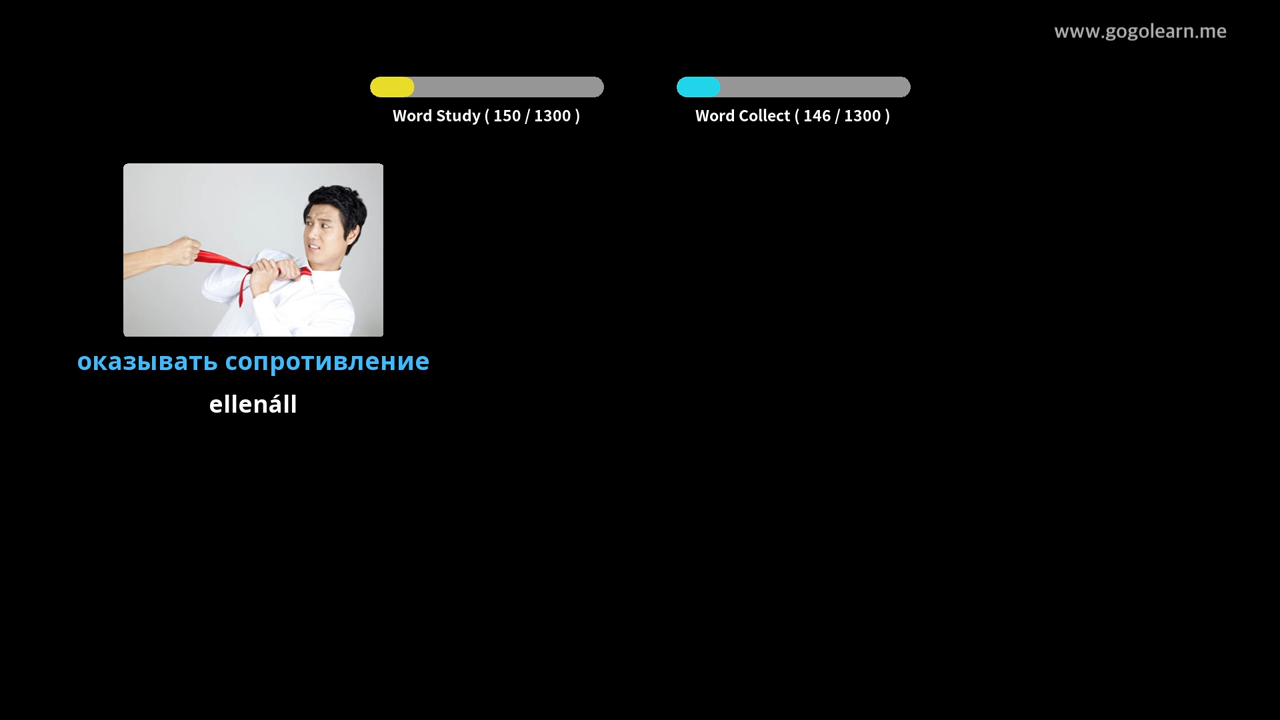 www.gogolearn.me
Word Study ( 150 / 1300 )
Word Collect ( 146 / 1300 )
оказывать сопротивление
ellenáll